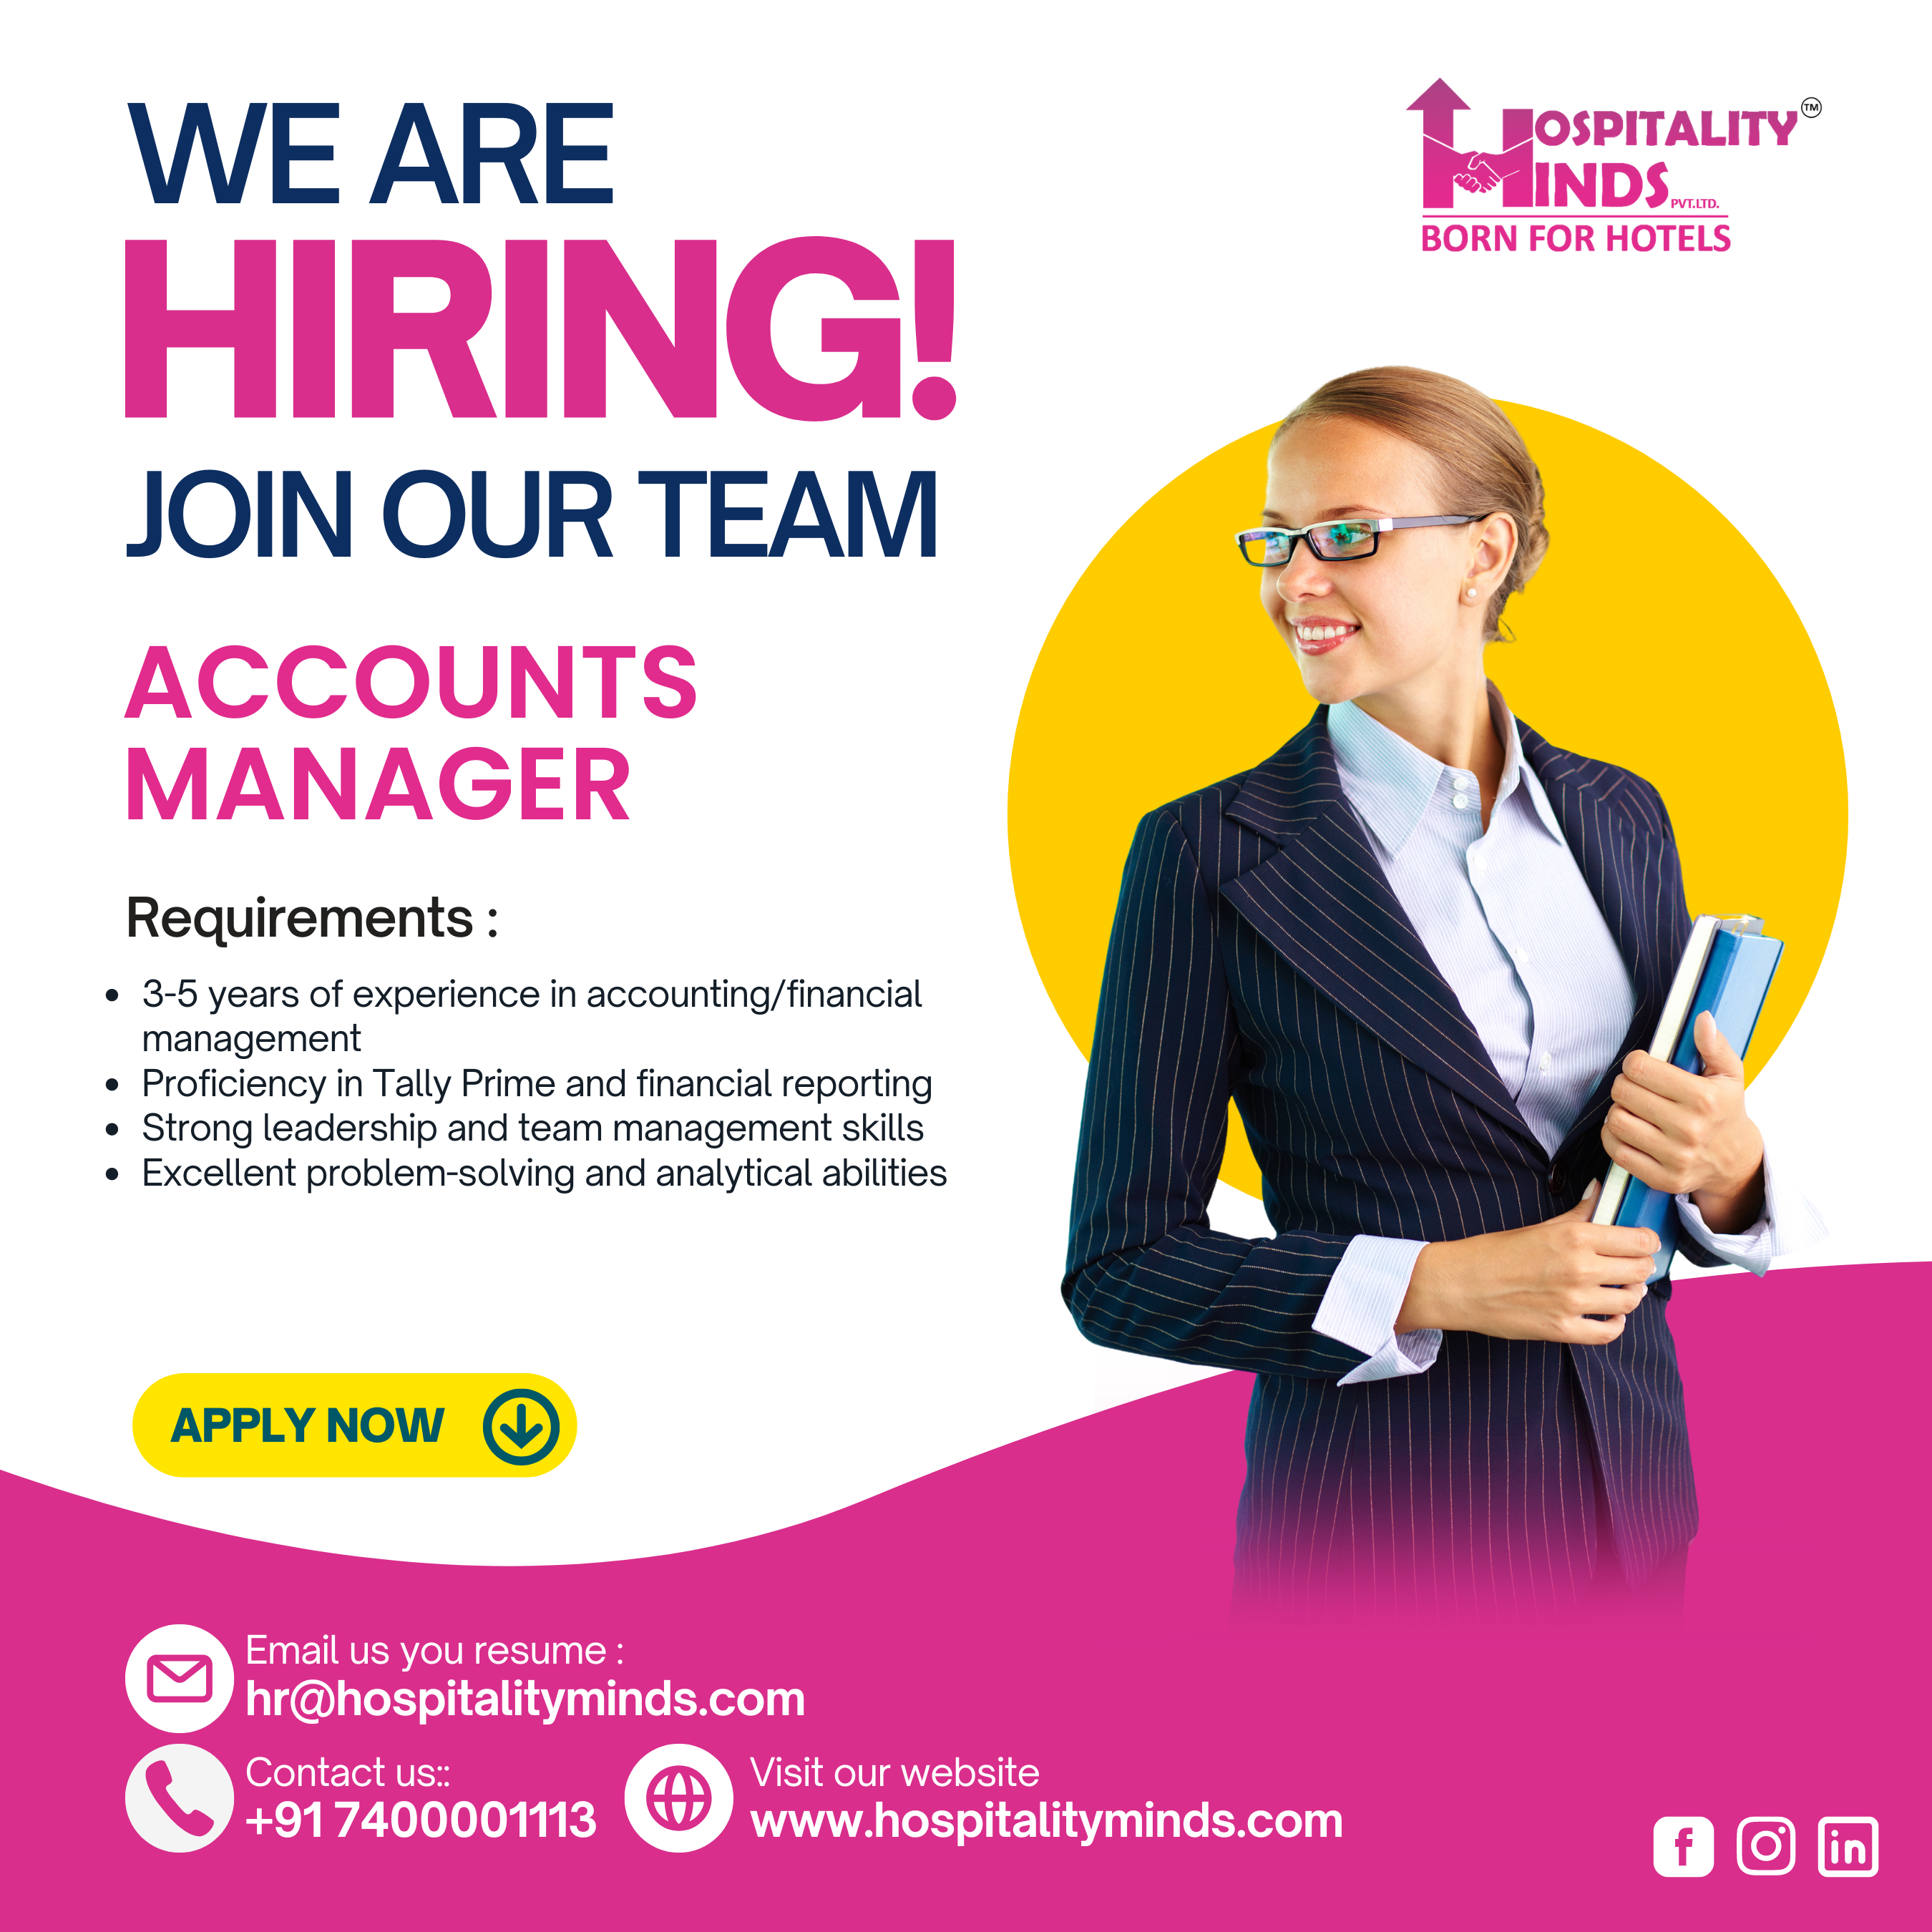 WE ARE
HIRING!
JOIN OUR TEAM
HOSPITALITY TM
MINDS PVT.LTD.
BORN FOR HOTELS
ACCOUNTS
MANAGER
Requirements :
• 3-5 years of experience in accounting/financial
management
• Proficiency in Tally Prime and financial reporting
• Strong leadership and team management skills
• Excellent problem-solving and analytical abilities
APPLY NOW
Email us you resume :
hr@hospitalityminds.com
Contact us::
+91 7400001113
Visit our website
www.hospitalityminds.com